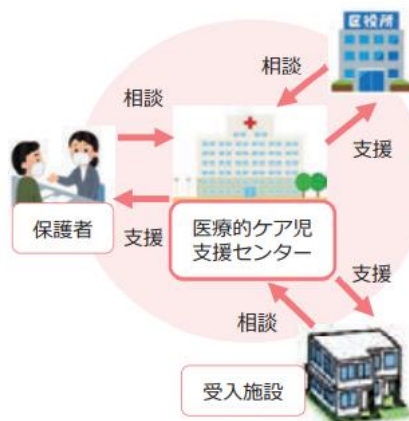 区役所
相談
相談
支援
保護者
支援
医療的ケア児
支援センター
支援
相談
受入施設